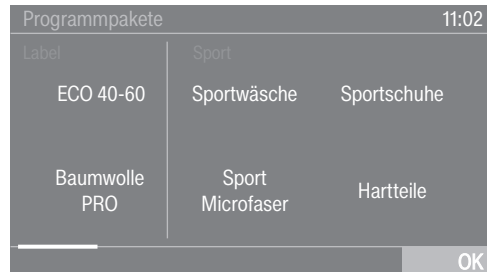 Programmpakete 11:02
Label Sport
ECO 40-60 Sportwäsche Sportschuhe
Baumwolle PRO
Sport Microfaser
Hartteile
OK